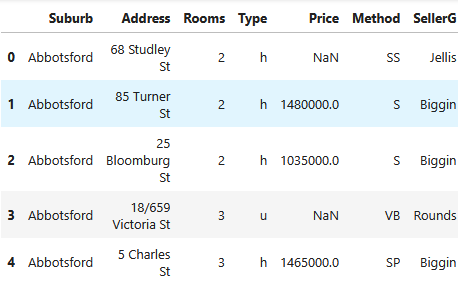 Suburb Address Rooms Type Price Method SellerG
0 Abbotsford 68 Studley St 2 h NaN SS Jellis
1 Abbotsford 85 Turner St 2 h 1480000.0 S Biggin
2 Abbotsford 25 Bloomburg St 2 h 1035000.0 S Biggin
3 Abbotsford 18/659 Victoria St 3 u NaN VB Rounds
4 Abbotsford 5 Charles St 3 h 1465000.0 SP Biggin